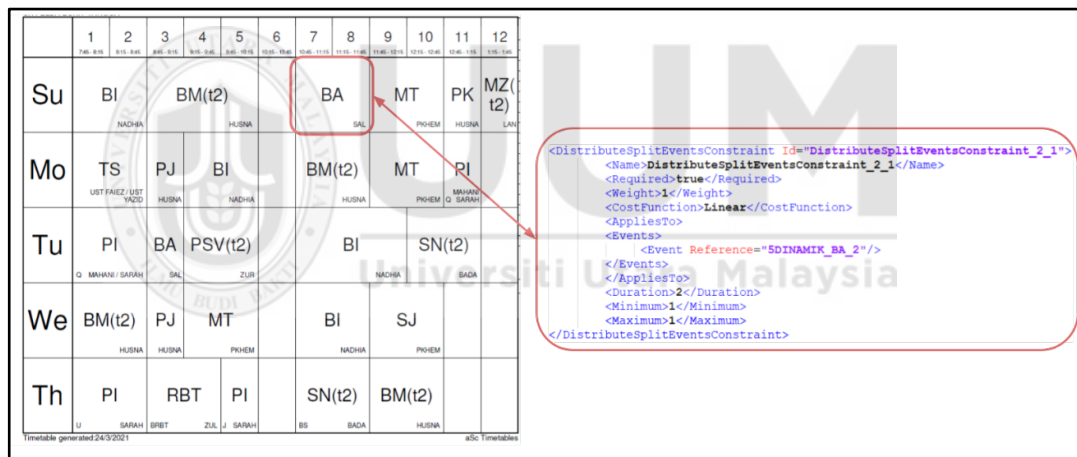 1 2 3 4 5 6 7 8 9 10 11 12
7:45 - 8:15 8:15 - 8:45 8:45 - 9:15 9:15 - 9:45 9:45 - 10:15 10:15 - 10:45 10:45 - 11:15 11:15 - 11:45 11:45 - 12:15 12:15 - 12:45 12:45 - 1:15 1:15 - 1:45
Su BI BM(t2) BA MT PK MZ(
t2)
NADHIA HUSNA SAL PKHEM HUSNA LAN
Mo TS PJ BI BM(t2) MT PI
UST FAIEZ / UST
YAZID HUSNA NADHIA HUSNA PKHEM MAHANI
Q SARAH
Tu PI BA PSV(t2) BI SN(t2)
Q MAHANI / SARAH SAL ZUR NADHIA BADA
We BM(t2) PJ MT BI SJ
HUSNA HUSNA PKHEM NADHIA PKHEM
Th PI RBT PI SN(t2) BM(t2)
U SARAH BRBT ZUL J SARAH BS BADA HUSNA
Timetable generated:24/3/2021 aSc Timetables
<DistributeSplitEventsConstraint Id="DistributeSplitEventsConstraint_2_1">
<Name>DistributeSplitEventsConstraint_2_1</Name>
<Required>true</Required>
<Weight>1</Weight>
<CostFunction>Linear</CostFunction>
<AppliesTo>
<Events>
<Event Reference="5DINAMIK_BA_2"/>
</Events>
</AppliesTo>
<Duration>2</Duration>
<Minimum>1</Minimum>
<Maximum>1</Maximum>
</DistributeSplitEventsConstraint>
UUM
Universiti Utara Malaysia
UNIVERSITI UTARA MALAYSIA
ILMU BUDI BAKTI